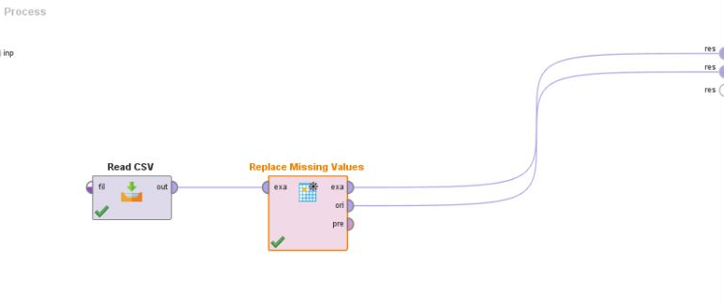 Process
inp
res
res
res
Read CSV
Replace Missing Values
fil
out
exa
exa
ori
pre